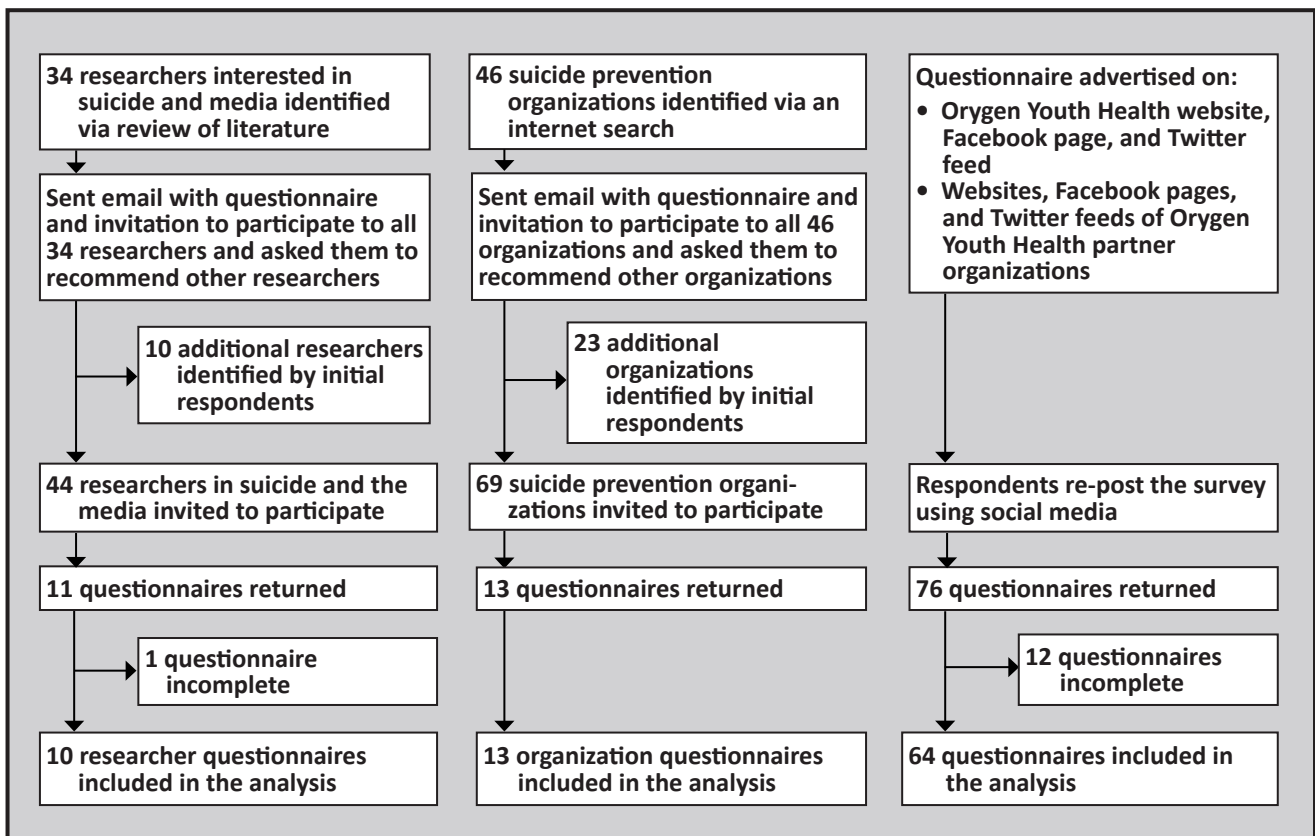 34 researchers interested in
suicide and media identified
via review of literature
Sent email with questionnaire
and invitation to participate to all
34 researchers and asked them to
recommend other researchers
10 additional researchers
identified by initial
respondents
44 researchers in suicide and the
media invited to participate
11 questionnaires returned
1 questionnaire
incomplete
10 researcher questionnaires
included in the analysis
46 suicide prevention
organizations identified via an
internet search
Sent email with questionnaire and
invitation to participate to all 46
organizations and asked them to
recommend other organizations
23 additional
organizations
identified by initial
respondents
69 suicide prevention organi-
zations invited to participate
13 questionnaires returned
13 organization questionnaires
included in the analysis
Questionnaire advertised on:
• Orygen Youth Health website,
Facebook page, and Twitter
feed
• Websites, Facebook pages,
and Twitter feeds of Orygen
Youth Health partner
organizations
Respondents re-post the survey
using social media
76 questionnaires returned
12 questionnaires
incomplete
64 questionnaires included in
the analysis